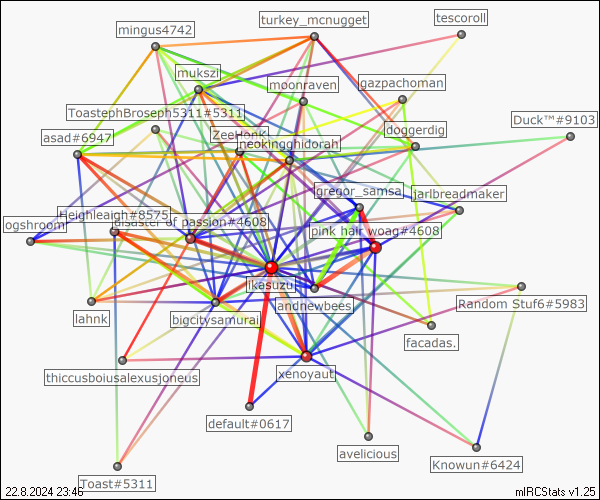 tescoroll
turkey_mcnugget
mingus4742
mukszi
moonraven
gazpachoman
ToastephBroseph5311#5311
Duck™#9103
ZeeHonK
asad#6947
neokingghidorah
doggerdig
gregor_samsa
jarlbreadmaker
Heighleaigh#8575
disaster of passion#4608
ogshroom
pink hair woag#4608
ikasuzu
lahnk
bigcitysamurai
andnewbees
Random Stuf6#5983
facadas.
thiccusboiusalexusjoneus
xenoyaut
default#0617
avelicious
Knowun#6424
Toast#5311
22.8.2024 23:46
mIRCStats v1.25